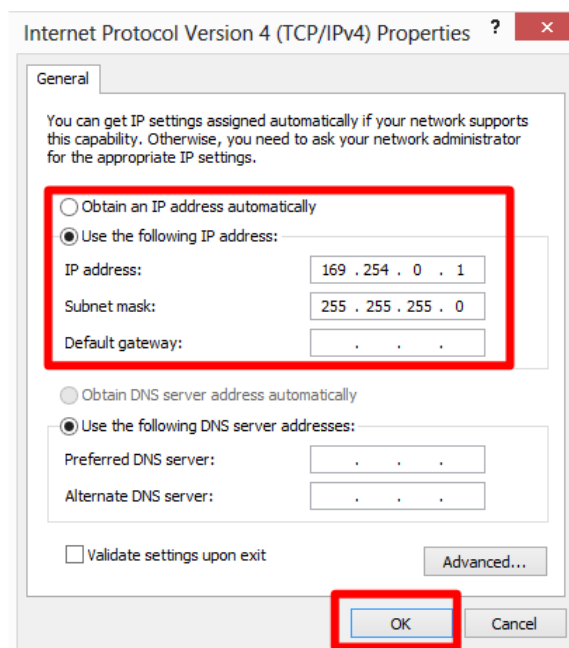 Internet Protocol Version 4 (TCP/IPv4) Properties ? ×
General
You can get IP settings assigned automatically if your network supports
this capability. Otherwise, you need to ask your network administrator
for the appropriate IP settings.
Obtain an IP address automatically
Use the following IP address:
IP address: 169 . 254 . 0 . 1
Subnet mask: 255 . 255 . 255 . 0
Default gateway: . . .
Obtain DNS server address automatically
Use the following DNS server addresses:
Preferred DNS server: . . .
Alternate DNS server: . . .
Validate settings upon exit
Advanced...
OK Cancel